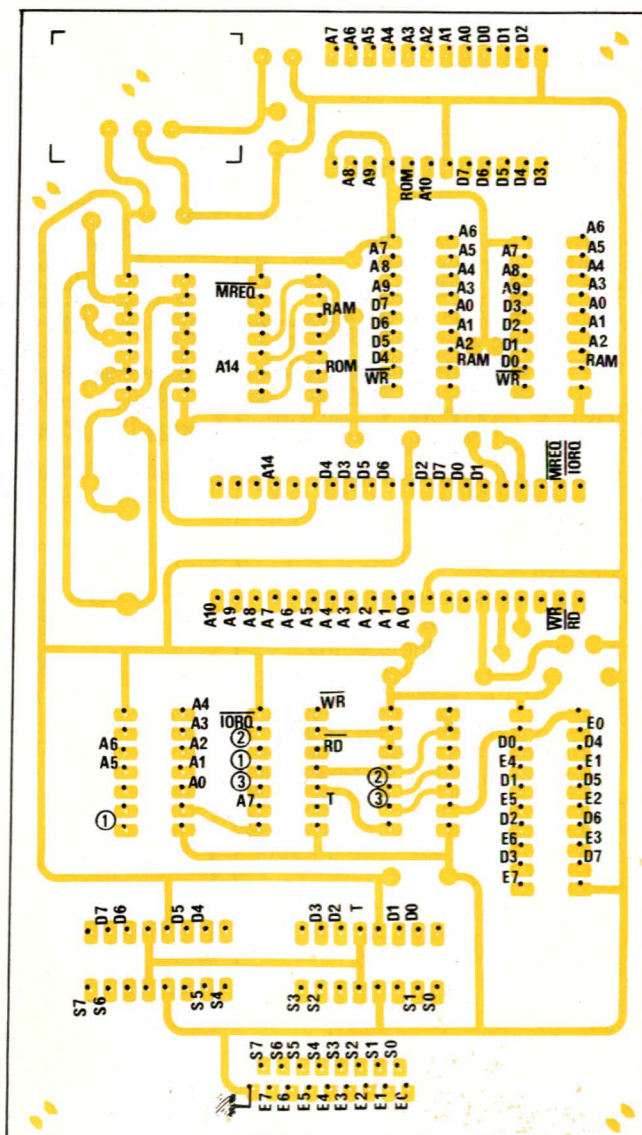 A7
A6
A5
A4
A3
A2
A1
A0
D0
D1
D2
A8
A9
ROM
A10
D7
D6
D5
D4
D3
A7
A8
A9
D7
D6
D5
D4
WR
A6
A5
A4
A3
A0
A1
A2
RAM
A7
A8
A9
D3
D2
D1
D0
WR
A6
A5
A4
A3
A0
A1
A2
RAM
MREQ
A14
RAM
ROM
A14
D4
D3
D5
D6
D2
D7
D0
D1
MREQ
IORQ
A10
A9
A8
A7
A6
A5
A4
A3
A2
A1
A0
WR
RD
A6
A5
①
A4
A3
A2
A1
A0
IORQ
②
①
③
A7
WR
RD
T
②
③
D0
E4
D1
E5
D2
E6
D3
E7
E0
D4
E1
D5
E2
D6
E3
D7
D7
D6
D5
D4
D3
D2
T
D1
D0
S7
S6
S5
S4
S3
S2
S1
S0
S7
S6
S5
S4
S3
S2
S1
S0
E7
E6
E5
E4
E3
E2
E1
E0